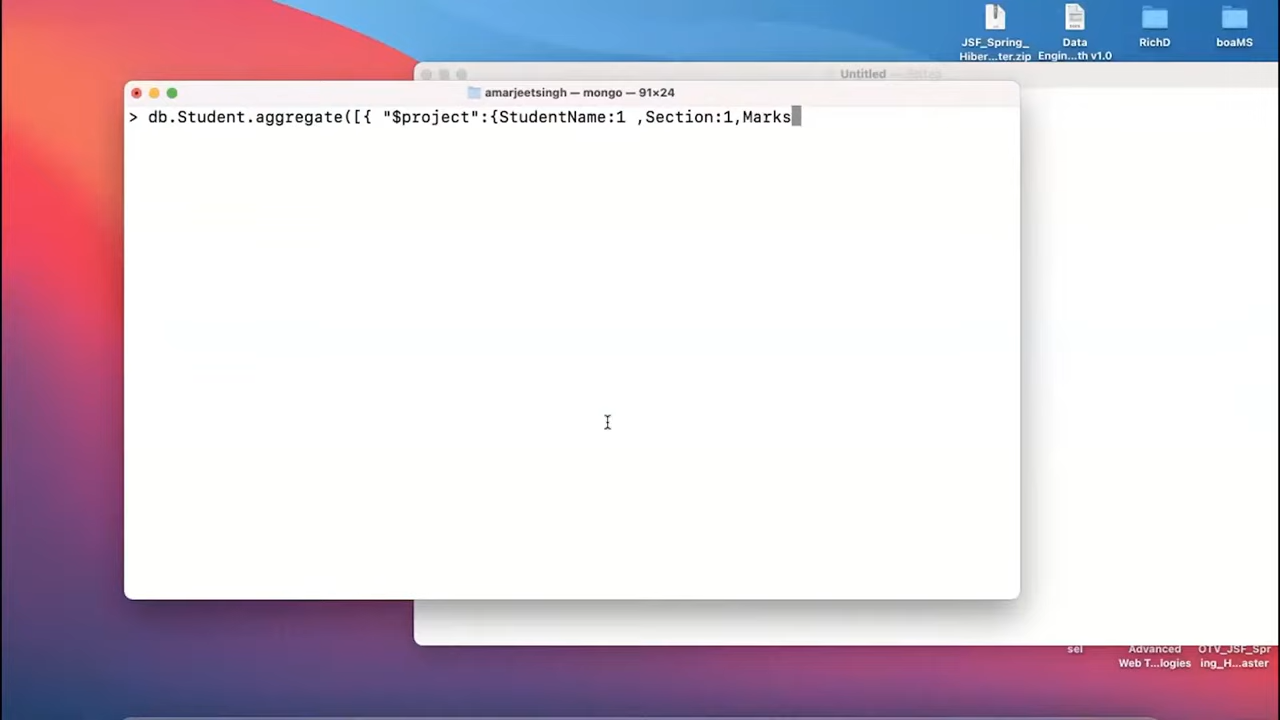 JSF_Spring_
Hiber...ter.zip
Data
Engin...th v1.0
RichD
boaMS
Untitled
amarjeetsingh — mongo — 91×24
> db.Student.aggregate([{ "$project":{StudentName:1 ,Section:1,Marks
sel
Advanced
Web T...logies
OTV_JSF_Spr
ing_H...aster